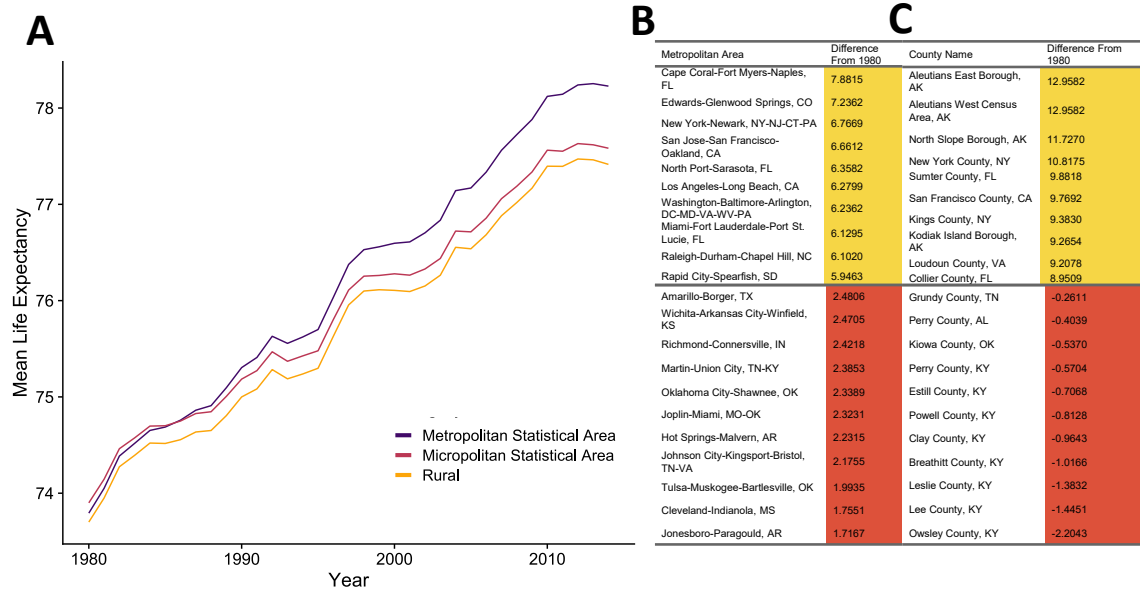 A
Mean Life Expectancy
78
77
76
75
74
1980
1990
2000
2010
Year
Metropolitan Statistical Area
Micropolitan Statistical Area
Rural
B
Metropolitan Area
Difference
From 1980
Cape Coral-Fort Myers-Naples,
FL
7.8815
Edwards-Glenwood Springs, CO
7.2362
New York-Newark, NY-NJ-CT-PA
6.7669
San Jose-San Francisco-
Oakland, CA
6.6612
North Port-Sarasota, FL
6.3582
Los Angeles-Long Beach, CA
6.2799
Washington-Baltimore-Arlington,
DC-MD-VA-WV-PA
6.2362
Miami-Fort Lauderdale-Port St.
Lucie, FL
6.1295
Raleigh-Durham-Chapel Hill, NC
6.1020
Rapid City-Spearfish, SD
5.9463
Amarillo-Borger, TX
2.4806
Wichita-Arkansas City-Winfield,
KS
2.4705
Richmond-Connersville, IN
2.4218
Martin-Union City, TN-KY
2.3853
Oklahoma City-Shawnee, OK
2.3389
Joplin-Miami, MO-OK
2.3231
Hot Springs-Malvern, AR
2.2315
Johnson City-Kingsport-Bristol,
TN-VA
2.1755
Tulsa-Muskogee-Bartlesville, OK
1.9935
Cleveland-Indianola, MS
1.7551
Jonesboro-Paragould, AR
1.7167
C
County Name
Difference From
1980
Aleutians East Borough,
AK
12.9582
Aleutians West Census
Area, AK
12.9582
North Slope Borough, AK
11.7270
New York County, NY
10.8175
Sumter County, FL
9.8818
San Francisco County, CA
9.7692
Kings County, NY
9.3830
Kodiak Island Borough,
AK
9.2654
Loudoun County, VA
9.2078
Collier County, FL
8.9509
Grundy County, TN
-0.2611
Perry County, AL
-0.4039
Kiowa County, OK
-0.5370
Perry County, KY
-0.5704
Estill County, KY
-0.7068
Powell County, KY
-0.8128
Clay County, KY
-0.9643
Breathitt County, KY
-1.0166
Leslie County, KY
-1.3832
Lee County, KY
-1.4451
Owsley County, KY
-2.2043